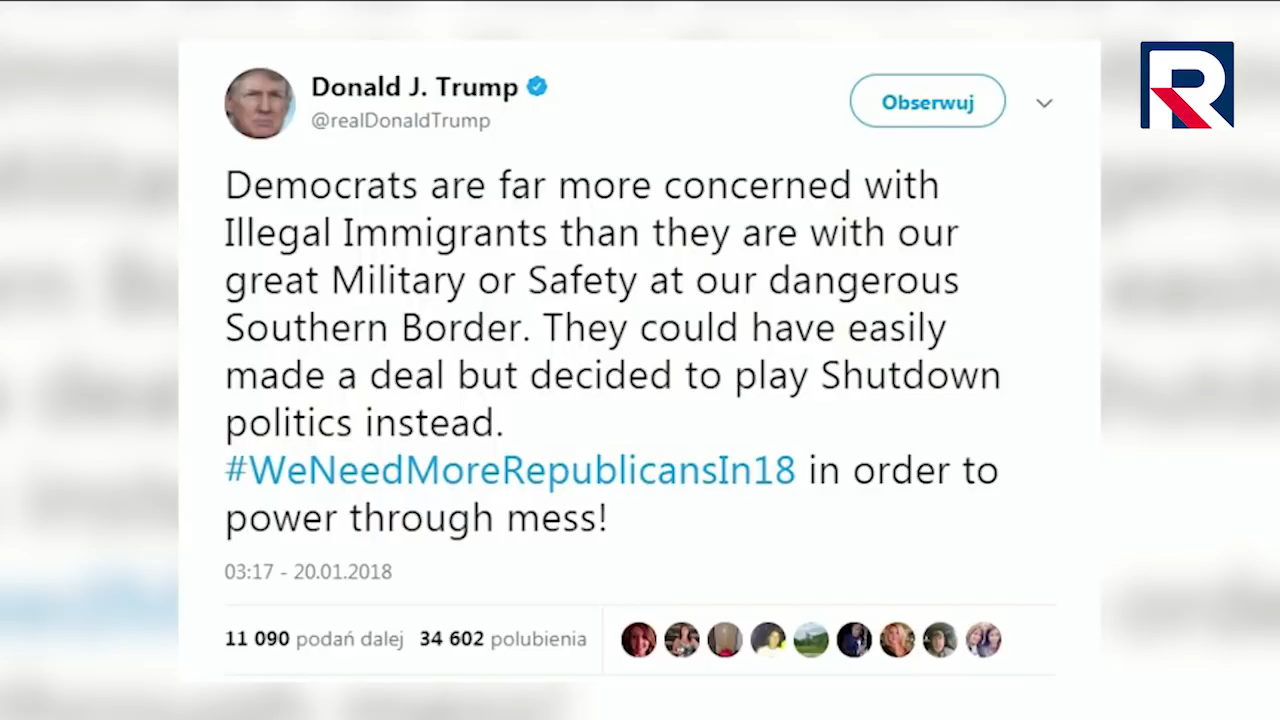 Donald J. Trump
@realDonaldTrump
Obserwuj
R
Democrats are far more concerned with
Illegal Immigrants than they are with our
great Military or Safety at our dangerous
Southern Border. They could have easily
made a deal but decided to play Shutdown
politics instead.
#WeNeedMoreRepublicansIn18 in order to
power through mess!
03:17 - 20.01.2018
11 090 podań dalej 34 602 polubienia